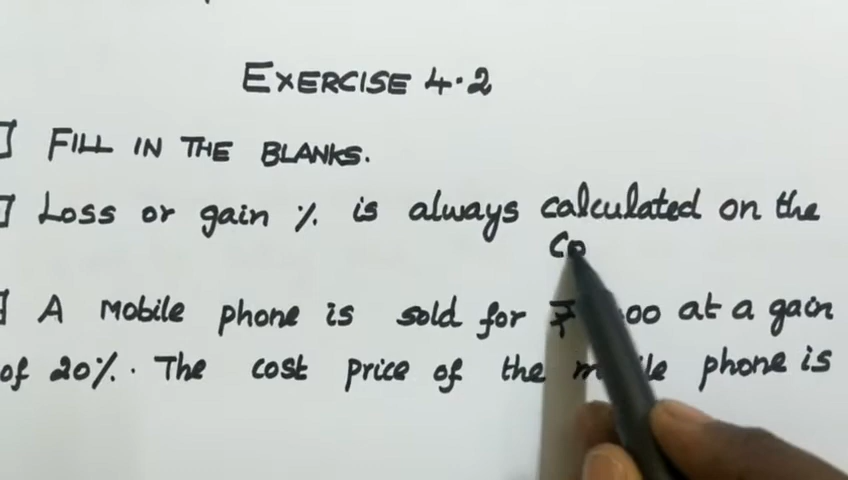 EXERCISE 4.2
FILL IN THE BLANKS.
Loss or gain % is always calculated on the
Co
A Mobile phone is sold for ₹ 00 at a gain
of 20%. The cost price of the phone is